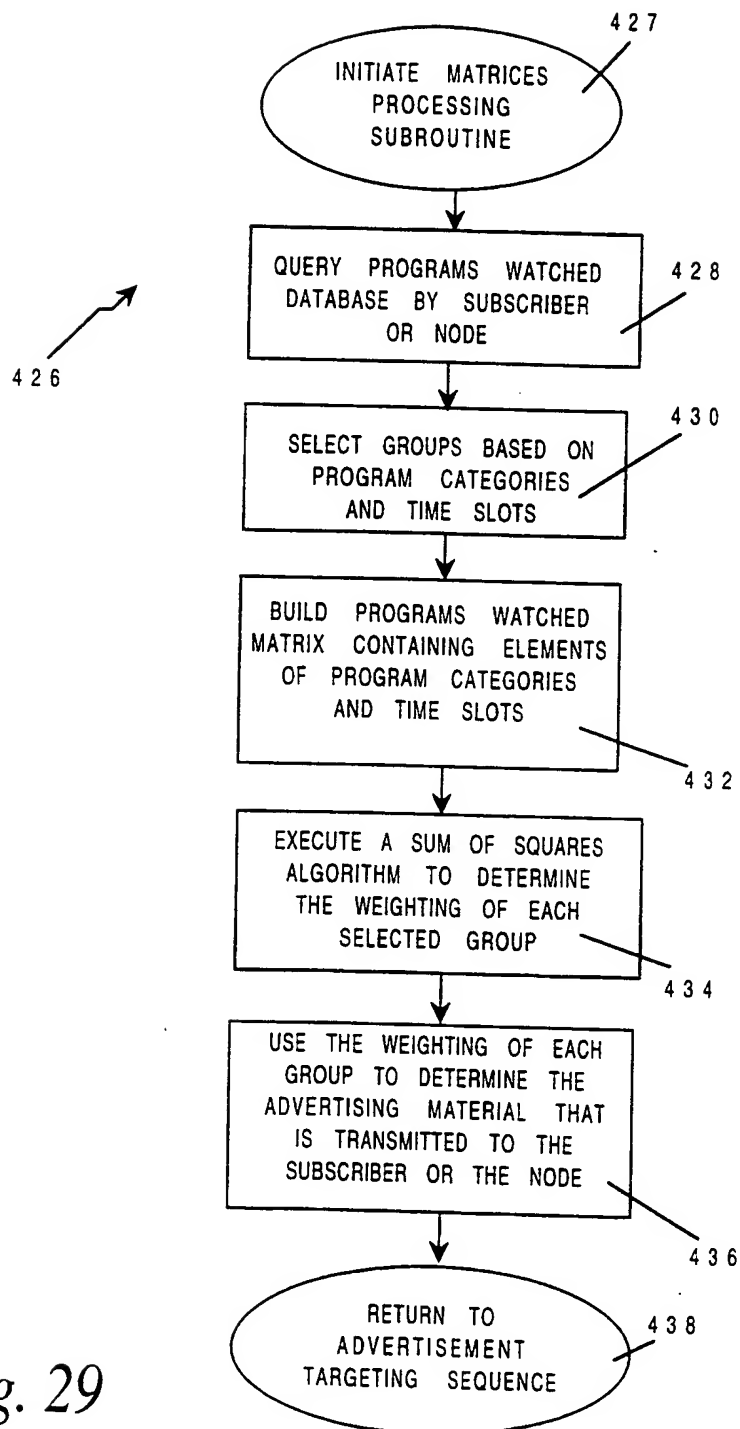 427
INITIATE MATRICES
PROCESSING
SUBROUTINE
QUERY PROGRAMS WATCHED
DATABASE BY SUBSCRIBER
OR NODE
428
426
SELECT GROUPS BASED ON
PROGRAM CATEGORIES
AND TIME SLOTS
430
BUILD PROGRAMS WATCHED
MATRIX CONTAINING ELEMENTS
OF PROGRAM CATEGORIES
AND TIME SLOTS
432
EXECUTE A SUM OF SQUARES
ALGORITHM TO DETERMINE
THE WEIGHTING OF EACH
SELECTED GROUP
434
USE THE WEIGHTING OF EACH
GROUP TO DETERMINE THE
ADVERTISING MATERIAL THAT
IS TRANSMITTED TO THE
SUBSCRIBER OR THE NODE
436
RETURN TO
ADVERTISEMENT
TARGETING SEQUENCE
438
g. 29